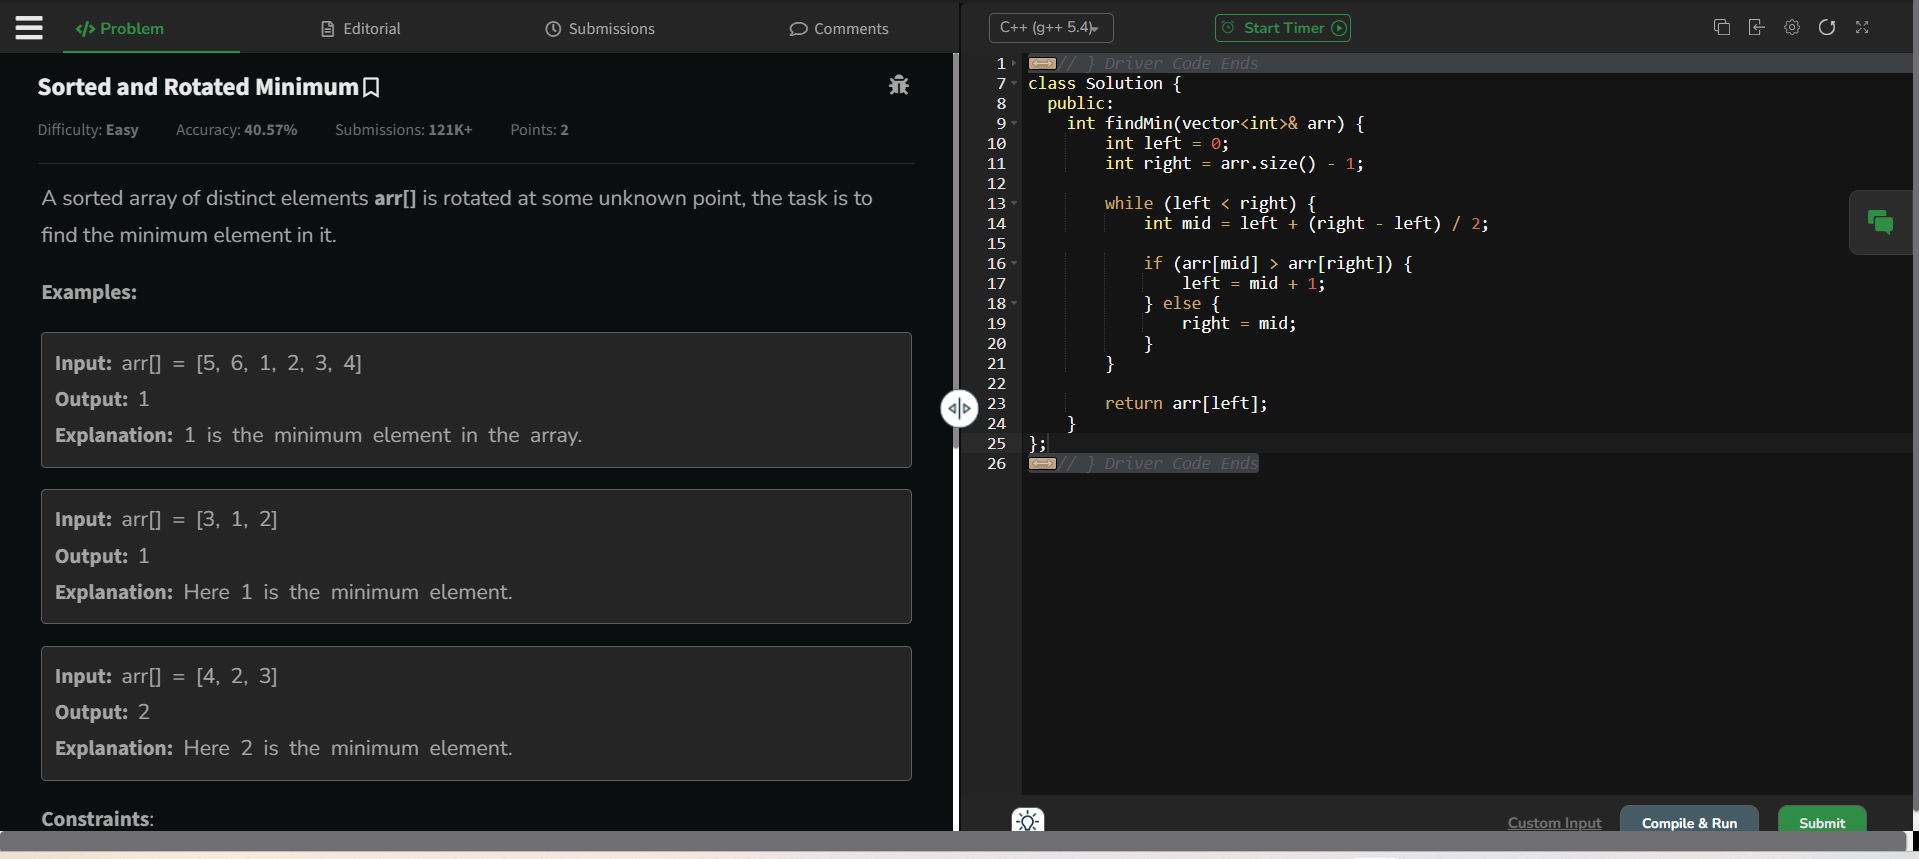 </> Problem
Editorial
Submissions
Comments
Sorted and Rotated Minimum
Difficulty: Easy Accuracy: 40.57% Submissions: 121K+ Points: 2
A sorted array of distinct elements arr[] is rotated at some unknown point, the task is to
find the minimum element in it.
Examples:
Input: arr[] = [5, 6, 1, 2, 3, 4]
Output: 1
Explanation: 1 is the minimum element in the array.
Input: arr[] = [3, 1, 2]
Output: 1
Explanation: Here 1 is the minimum element.
Input: arr[] = [4, 2, 3]
Output: 2
Explanation: Here 2 is the minimum element.
Constraints:
C++ (g++ 5.4)
Start Timer
1 // } Driver Code Ends
7 class Solution {
8   public:
9     int findMin(vector<int>& arr) {
10         int left = 0;
11         int right = arr.size() - 1;
12
13         while (left < right) {
14             int mid = left + (right - left) / 2;
15
16             if (arr[mid] > arr[right]) {
17                 left = mid + 1;
18             } else {
19                 right = mid;
20             }
21         }
22
23         return arr[left];
24     }
25 };
26 // } Driver Code Ends
Custom Input
Compile & Run
Submit